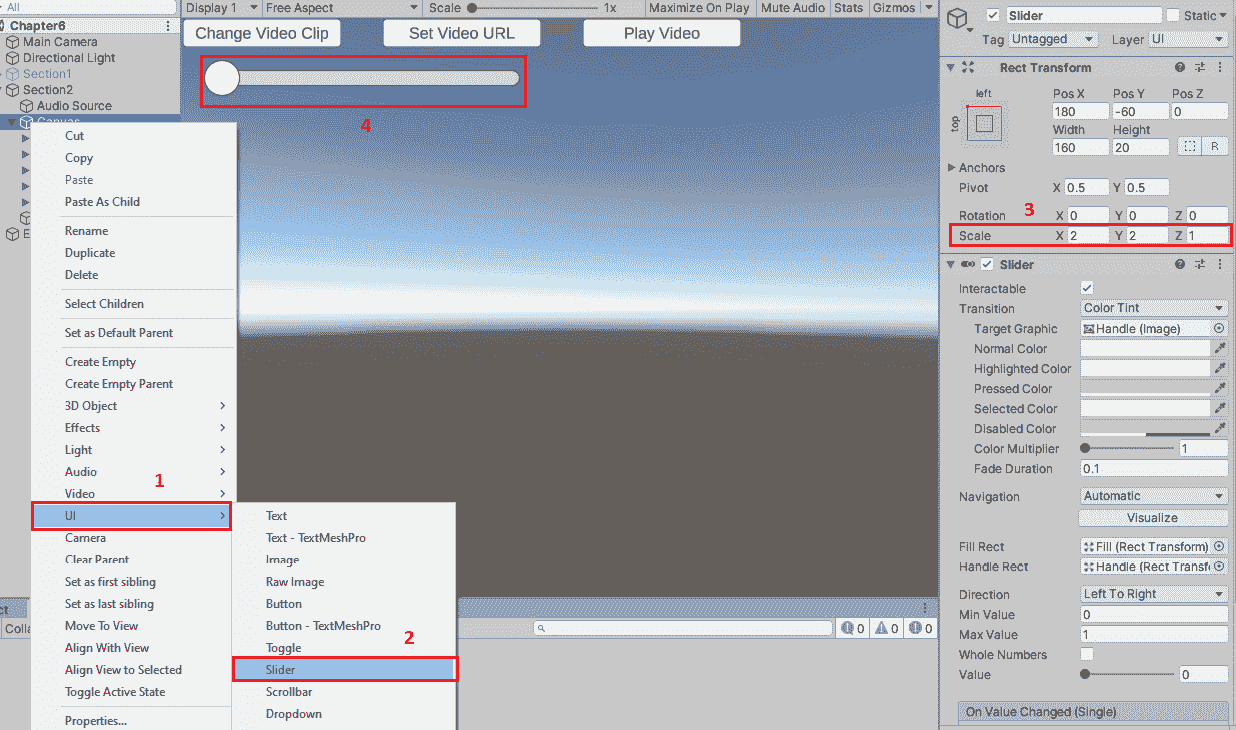 All
Display 1
Free Aspect
Scale
1x
Maximize On Play
Mute Audio
Stats
Gizmos
Chapter6
Main Camera
Directional Light
Section1
Section2
Audio Source
Canvas
Change Video Clip
Set Video URL
Play Video
4
Cut
Copy
Paste
Paste As Child
Rename
Duplicate
Delete
Select Children
Set as Default Parent
Create Empty
Create Empty Parent
3D Object
Effects
Light
Audio
1
Video
UI
Camera
Clear Parent
Set as first sibling
Set as last sibling
Move To View
Align With View
Align View to Selected
Toggle Active State
Properties...
Text
Text - TextMeshPro
Image
Raw Image
Button
Button - TextMeshPro
2
Toggle
Slider
Scrollbar
Dropdown
0
0
0
Slider
Static
Tag Untagged
Layer UI
Rect Transform
left
top
Pos X Pos Y Pos Z
180 -60 0
Width Height
160 20
R
Anchors
Pivot X 0.5 Y 0.5
3
Rotation X 0 Y 0 Z 0
Scale X 2 Y 2 Z 1
Slider
Interactable
Transition Color Tint
Target Graphic Handle (Image)
Normal Color
Highlighted Color
Pressed Color
Selected Color
Disabled Color
Color Multiplier 1
Fade Duration 0.1
Navigation Automatic
Visualize
Fill Rect Fill (Rect Transform)
Handle Rect Handle (Rect Transf
Direction Left To Right
Min Value 0
Max Value 1
Whole Numbers
Value 0
On Value Changed (Single)